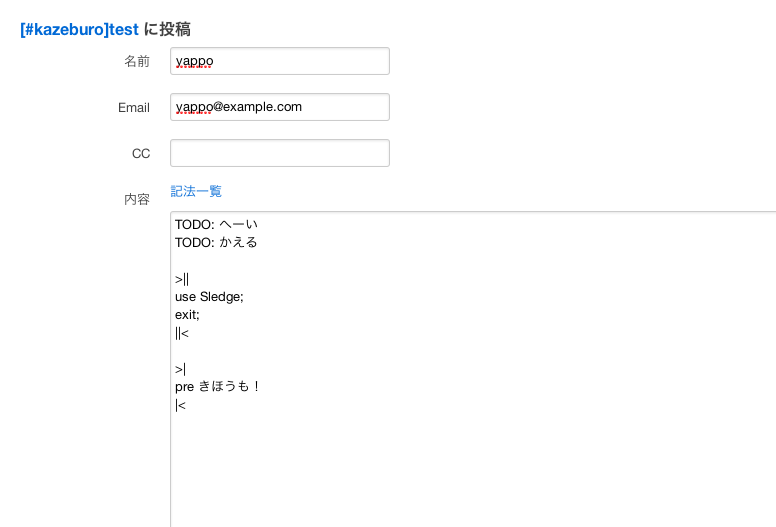 [#kazeburo]test に投稿
名前 yappo
Email yappo@example.com
CC
内容 記法一覧
TODO: へーい
TODO: かえる
>||
use Sledge;
exit;
||<
>|
pre きほうも！
|<